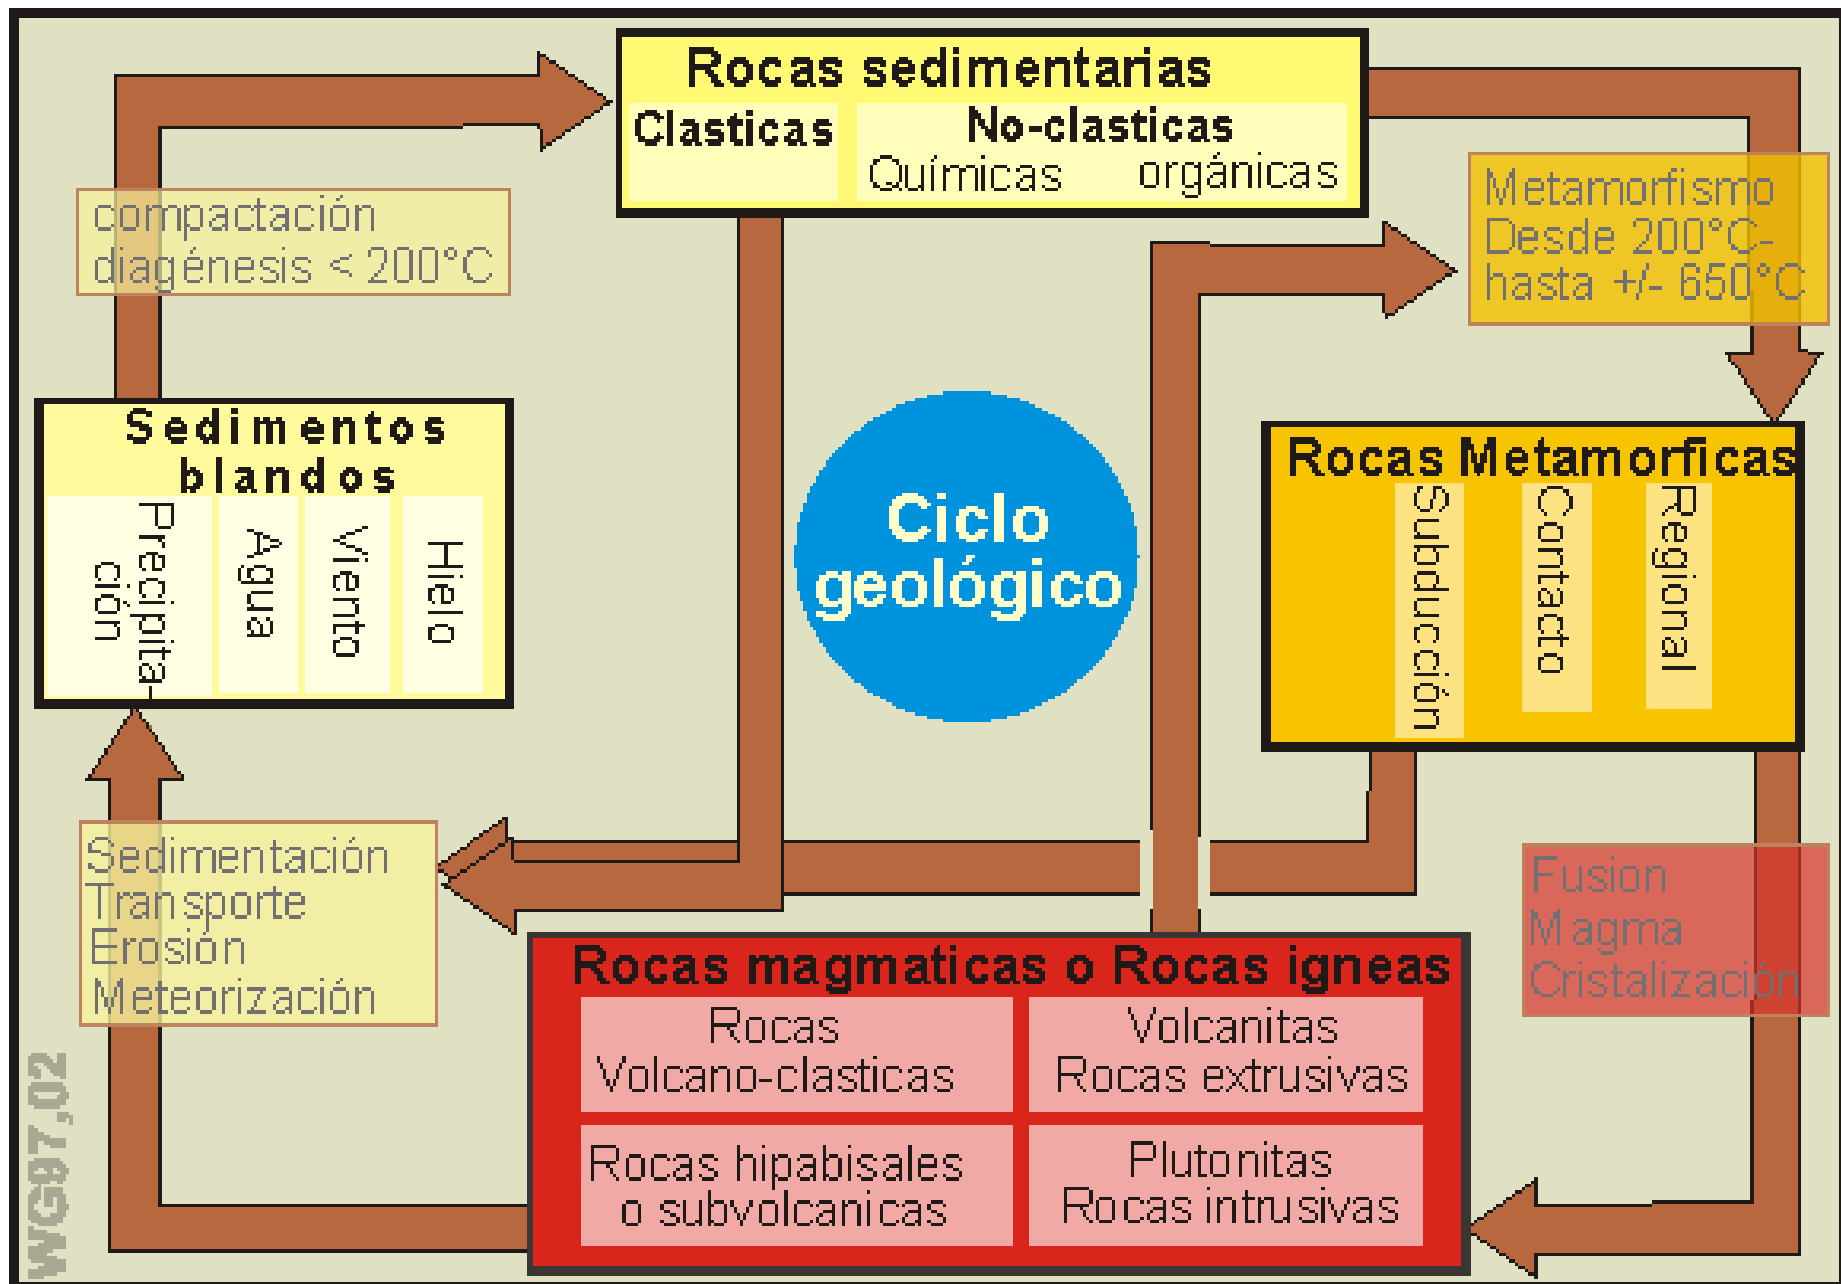 Rocas sedimentarias
Clasticas
No-clasticas
Químicas orgánicas
compactación
diagénesis < 200°C
Metamorfismo
Desde 200°C-
hasta +/- 650°C
Sedimentos
blandos
Precipita-
ción
Agua
Viento
Hielo
Ciclo
geológico
Rocas Metamorficas
Subducción
Contacto
Regional
Sedimentación
Transporte
Erosión
Meteorización
Fusion
Magma
Cristalización
Rocas magmaticas o Rocas igneas
Rocas
Volcano-clasticas
Volcanitas
Rocas extrusivas
Rocas hipabisales
o subvolcanicas
Plutonitas
Rocas intrusivas
WG97,02